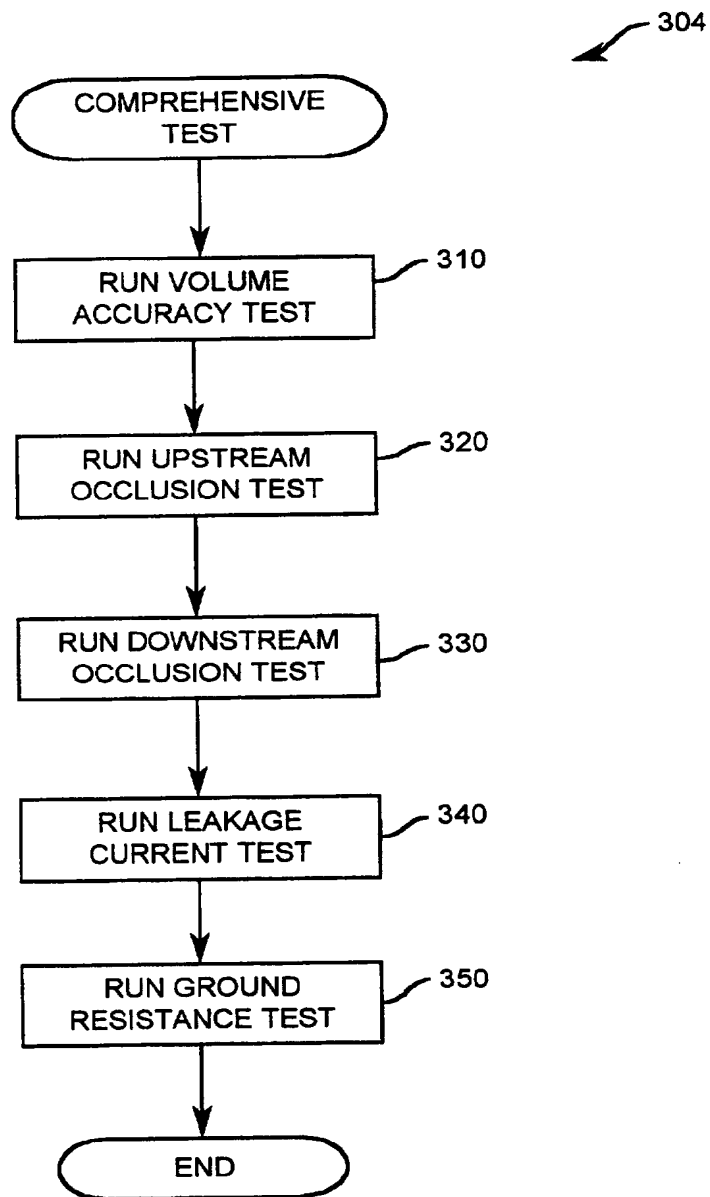 304
COMPREHENSIVE
TEST
310
RUN VOLUME
ACCURACY TEST
320
RUN UPSTREAM
OCCLUSION TEST
330
RUN DOWNSTREAM
OCCLUSION TEST
340
RUN LEAKAGE
CURRENT TEST
350
RUN GROUND
RESISTANCE TEST
END